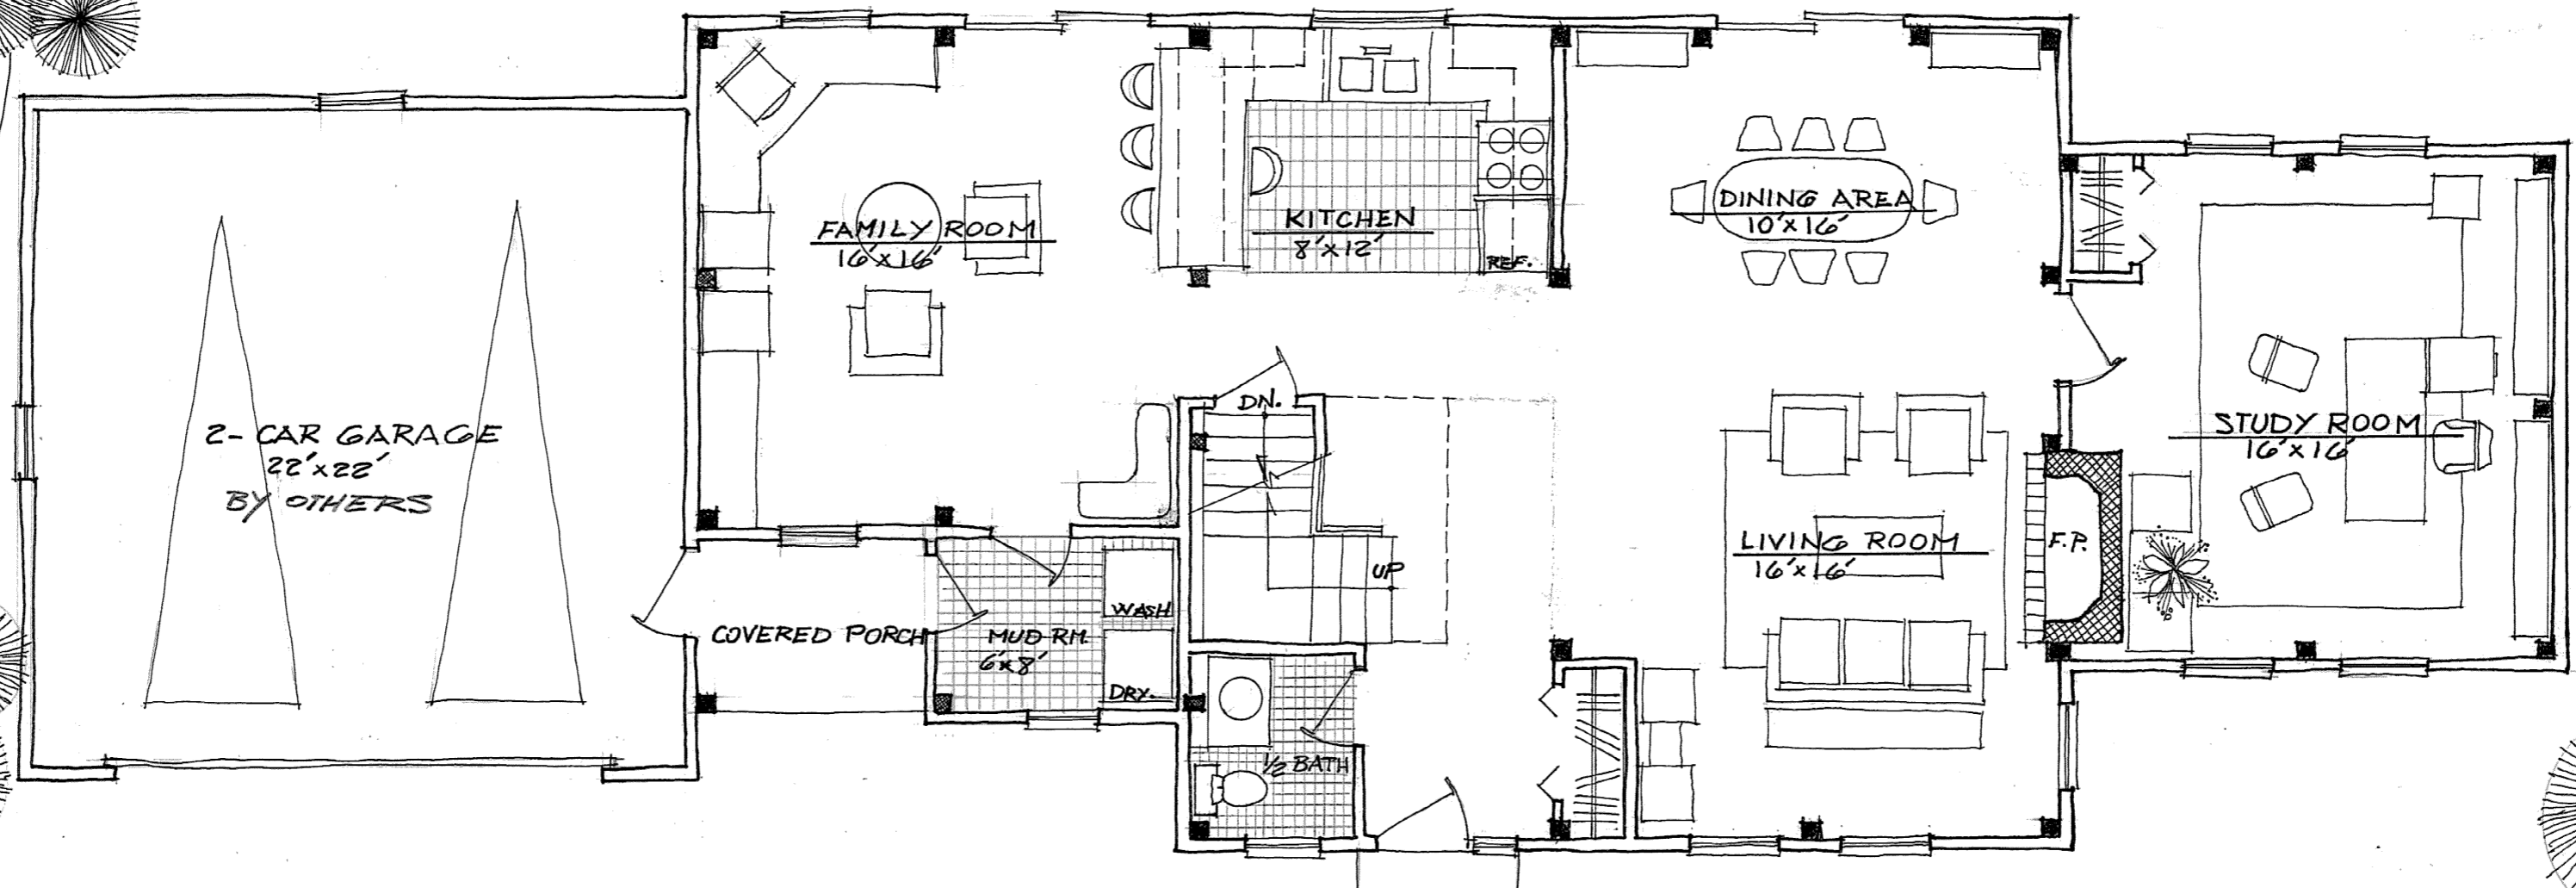 2- CAR GARAGE
22'x22'
BY OTHERS
FAMILY ROOM
16'x16'
KITCHEN
8'x12'
REF.
DINING AREA
10'x16'
DN.
UP
STUDY ROOM
16'x16'
LIVING ROOM
16'x16'
F.P.
COVERED PORCH
MUD RM.
6'x8'
WASH
DRY.
1/2 BATH